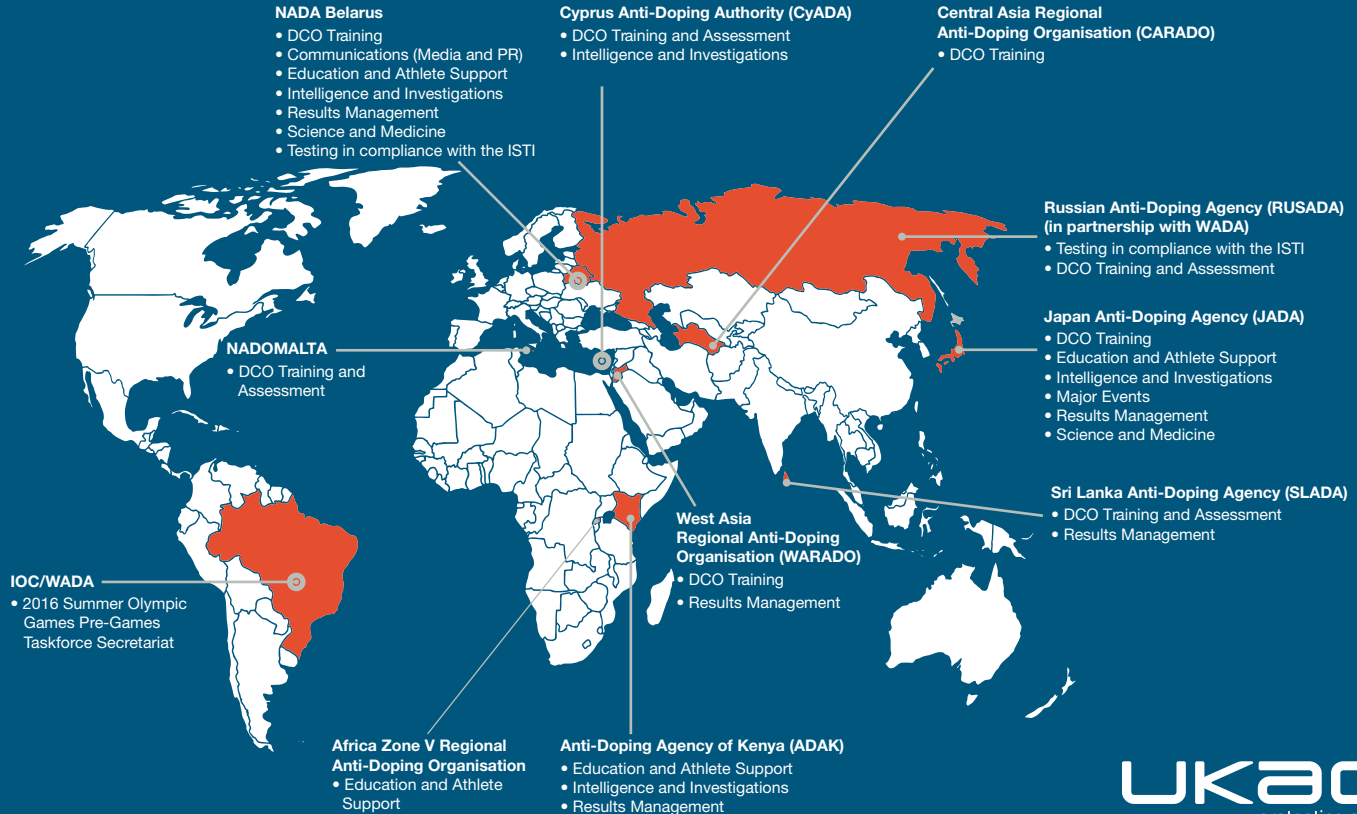 NADA Belarus
• DCO Training
• Communications (Media and PR)
• Education and Athlete Support
• Intelligence and Investigations
• Results Management
• Science and Medicine
• Testing in compliance with the ISTI
Cyprus Anti-Doping Authority (CyADA)
• DCO Training and Assessment
• Intelligence and Investigations
Central Asia Regional
Anti-Doping Organisation (CARADO)
• DCO Training
Russian Anti-Doping Agency (RUSADA)
(in partnership with WADA)
• Testing in compliance with the ISTI
• DCO Training and Assessment
Japan Anti-Doping Agency (JADA)
• DCO Training
• Education and Athlete Support
• Intelligence and Investigations
• Major Events
• Results Management
• Science and Medicine
NADOMALTA
• DCO Training and
Assessment
Sri Lanka Anti-Doping Agency (SLADA)
• DCO Training and Assessment
• Results Management
West Asia
Regional Anti-Doping
Organisation (WARADO)
• DCO Training
• Results Management
IOC/WADA
• 2016 Summer Olympic
Games Pre-Games
Taskforce Secretariat
Africa Zone V Regional
Anti-Doping Organisation
• Education and Athlete
Support
Anti-Doping Agency of Kenya (ADAK)
• Education and Athlete Support
• Intelligence and Investigations
• Results Management